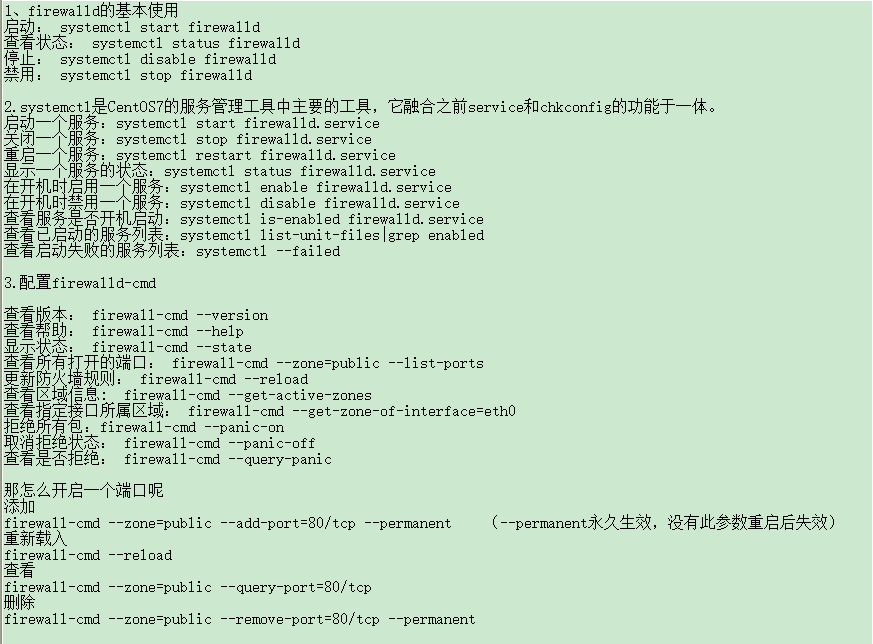 1、firewalld的基本使用
启动： systemctl start firewalld
查看状态： systemctl status firewalld
停止： systemctl disable firewalld
禁用： systemctl stop firewalld
2.systemctl是CentOS7的服务管理工具中主要的工具，它融合之前service和chkconfig的功能于一体。
启动一个服务：systemctl start firewalld.service
关闭一个服务：systemctl stop firewalld.service
重启一个服务：systemctl restart firewalld.service
显示一个服务的状态：systemctl status firewalld.service
在开机时启用一个服务：systemctl enable firewalld.service
在开机时禁用一个服务：systemctl disable firewalld.service
查看服务是否开机启动：systemctl is-enabled firewalld.service
查看已启动的服务列表：systemctl list-unit-files|grep enabled
查看启动失败的服务列表：systemctl --failed
3.配置firewalld-cmd
查看版本： firewall-cmd --version
查看帮助： firewall-cmd --help
显示状态： firewall-cmd --state
查看所有打开的端口： firewall-cmd --zone=public --list-ports
更新防火墙规则： firewall-cmd --reload
查看区域信息: firewall-cmd --get-active-zones
查看指定接口所属区域： firewall-cmd --get-zone-of-interface=eth0
拒绝所有包：firewall-cmd --panic-on
取消拒绝状态： firewall-cmd --panic-off
查看是否拒绝： firewall-cmd --query-panic
那怎么开启一个端口呢
添加
firewall-cmd --zone=public --add-port=80/tcp --permanent （--permanent永久生效，没有此参数重启后失效）
重新载入
firewall-cmd --reload
查看
firewall-cmd --zone=public --query-port=80/tcp
删除
firewall-cmd --zone=public --remove-port=80/tcp --permanent